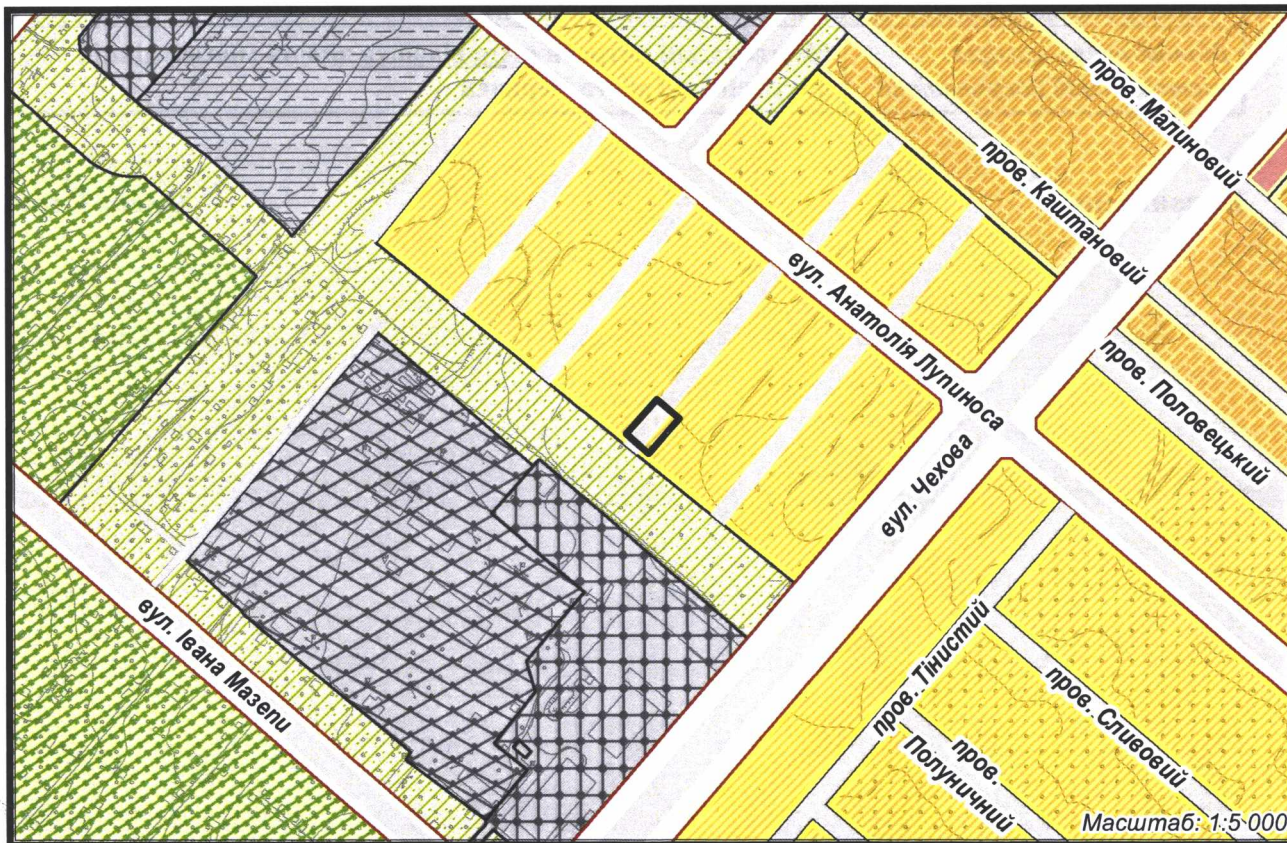 пров. Малиновий
пров. Каштановий
вул. Анатолія Лупиноса
пров. Половецький
вул. Чехова
вул. Івана Мазепи
пров. Тінистий
пров. Сливовий
пров.
Полуничний
Масштаб: 1:5 000